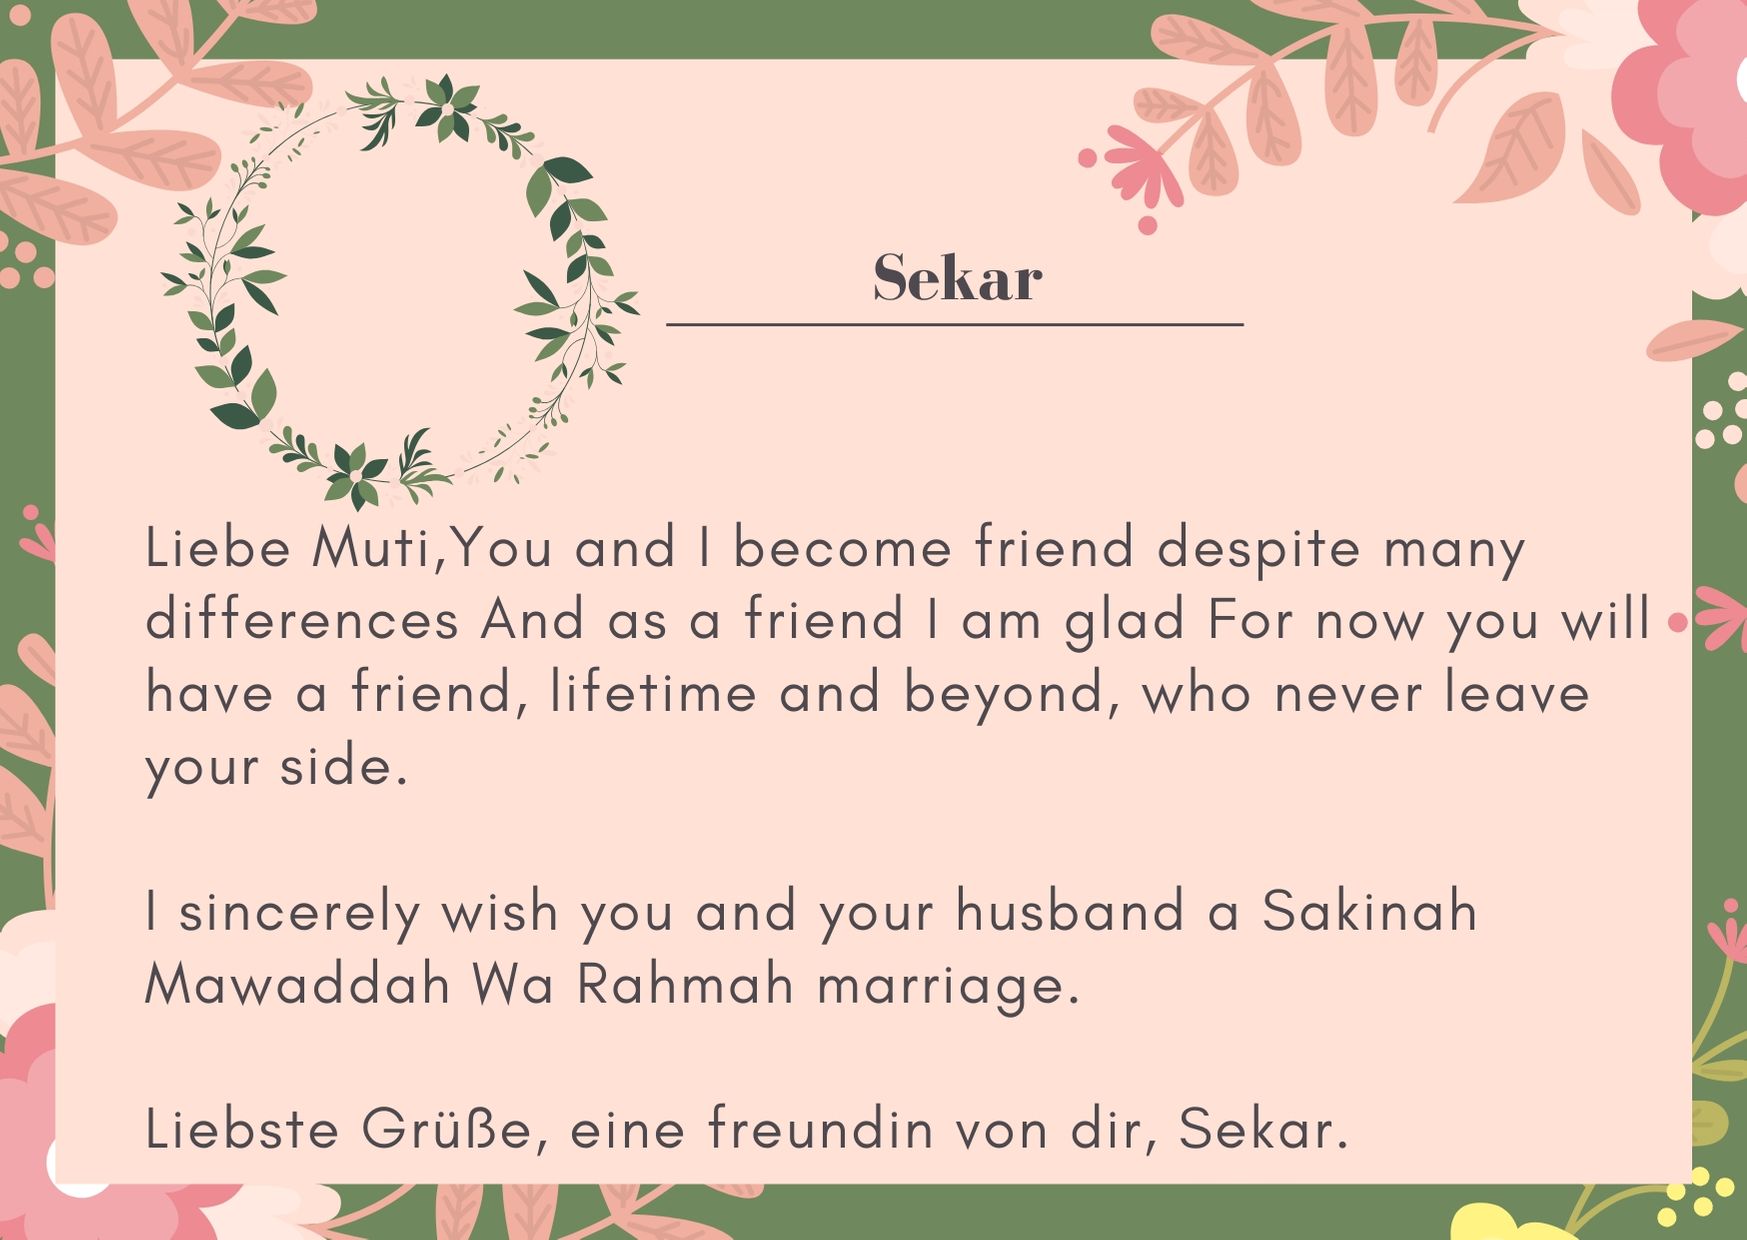 Sekar
Liebe Muti,You and I become friend despite many
differences And as a friend I am glad For now you will
have a friend, lifetime and beyond, who never leave
your side.
I sincerely wish you and your husband a Sakinah
Mawaddah Wa Rahmah marriage.
Liebste Grüße, eine freundin von dir, Sekar.